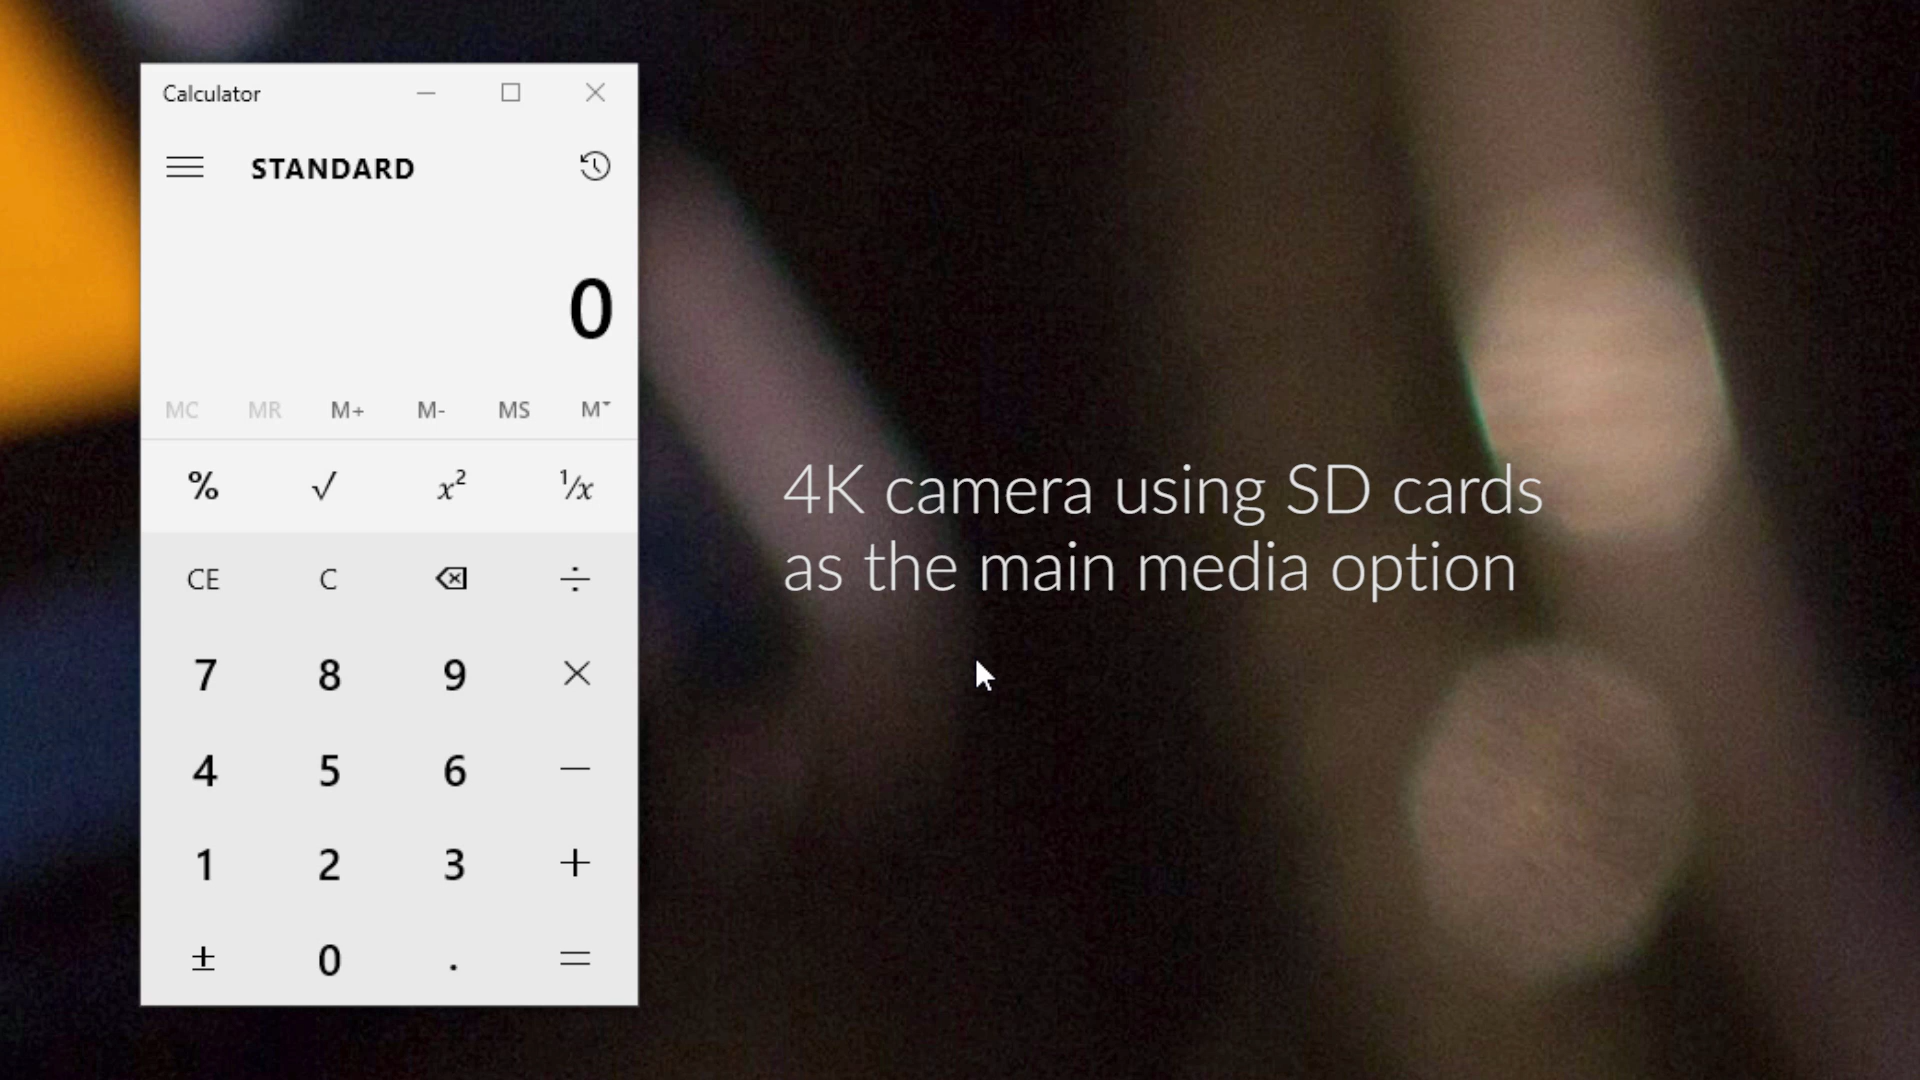 Calculator
STANDARD
0
MC MR M+ M- MS M˅
% √ x² ¹/x
CE C ÷
7 8 9 ×
4 5 6 −
1 2 3 +
± 0 . =
4K camera using SD cards
as the main media option